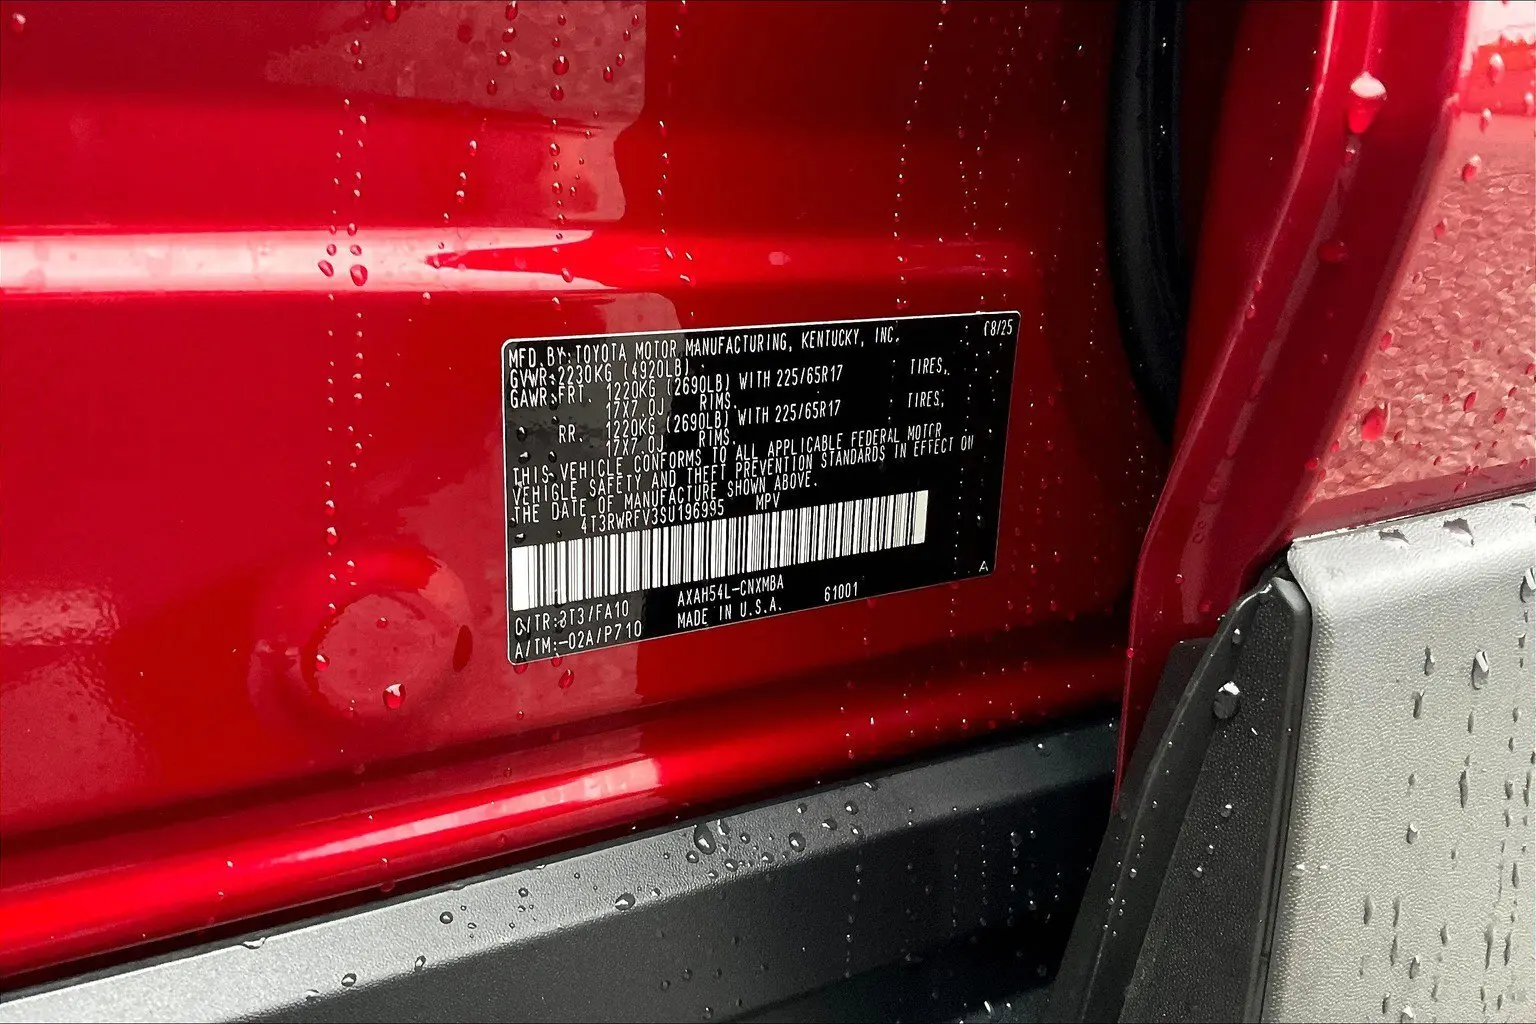 MFD.BY:TOYOTA MOTOR MANUFACTURING, KENTUCKY, INC. 08/25
GVWR:2230KG (4920LB)
GAWR:FRT. 1220KG (2690LB) WITH 225/65R17 TIRES,
17X7.0J RIMS.
RR. 1220KG (2690LB) WITH 225/65R17 TIRES,
17X7.0J RIMS.
THIS VEHICLE CONFORMS TO ALL APPLICABLE FEDERAL MOTOR
VEHICLE SAFETY AND THEFT PREVENTION STANDARDS IN EFFECT ON
THE DATE OF MANUFACTURE SHOWN ABOVE.
4T3RWRFV3SU196995 MPV
C/TR:3T3/FA10 AXAH54L-CNXMBA 61001
A/TM:-02A/P710 MADE IN U.S.A. A